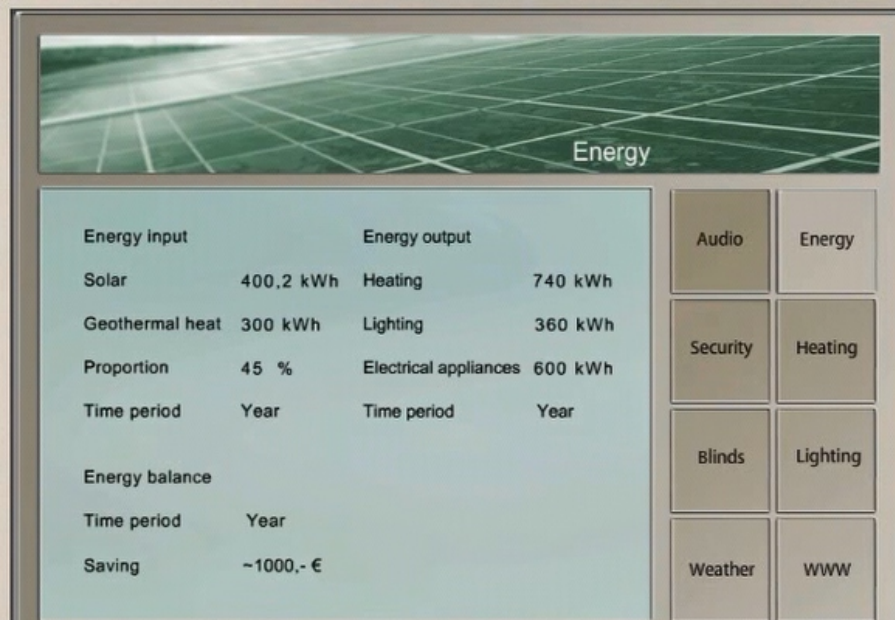 Energy
Energy input
Solar 400,2 kWh
Geothermal heat 300 kWh
Proportion 45 %
Time period Year
Energy output
Heating 740 kWh
Lighting 360 kWh
Electrical appliances 600 kWh
Time period Year
Energy balance
Time period Year
Saving ~1000,- €
Audio
Energy
Security
Heating
Blinds
Lighting
Weather
WWW